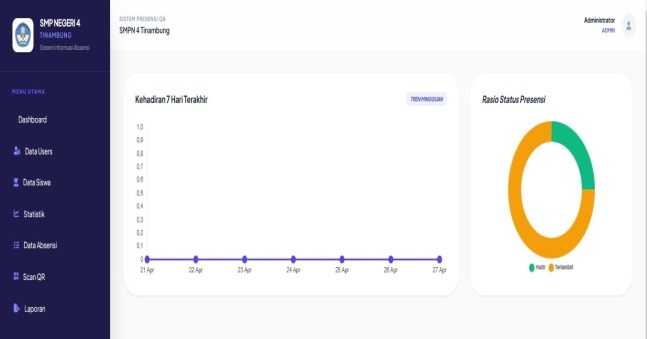 SMP NEGERI 4
TINAMBUNG
Sistem Informasi Absensi
MENU UTAMA
Dashboard
Data Users
Data Siswa
Statistik
Data Absensi
Scan QR
Laporan
SISTEM PRESENSI QR
SMPN 4 Tinambung
Administrator
ADMIN
Kehadiran 7 Hari Terakhir
TREN MINGGUAN
1,0
0,9
0,8
0,7
0,6
0,5
0,4
0,3
0,2
0,1
0
21 Apr 22 Apr 23 Apr 24 Apr 25 Apr 26 Apr 27 Apr
Rasio Status Presensi
Hadir Terlambat